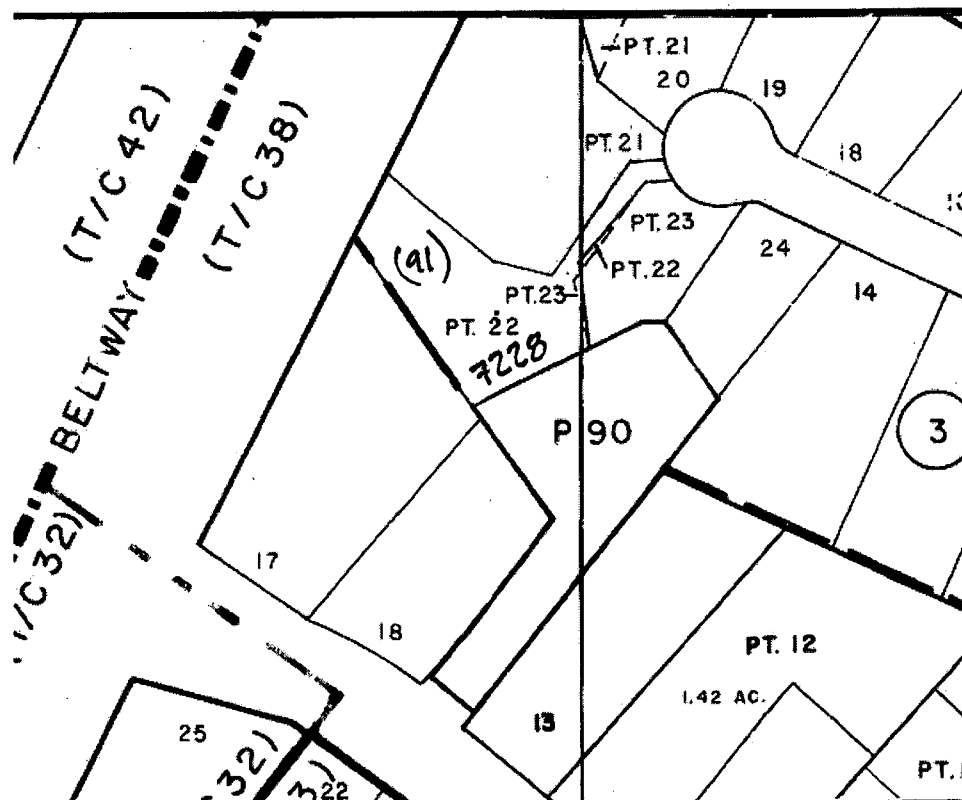 PT. 21
20
19
(T/C 42)
(T/C 38)
PT. 21
18
PT. 23
24
(91)
PT. 22
PT. 23
14
PT. 22
7228
BELTWAY
P 90
3
17
18
PT. 12
1.42 AC.
13
25
22